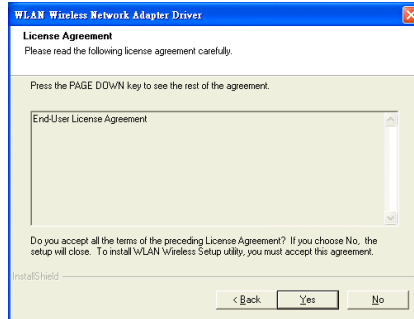 WLAN Wireless Network Adapter Driver
License Agreement
Please read the following license agreement carefully.
Press the PAGE DOWN key to see the rest of the agreement.
End-User License Agreement
Do you accept all the terms of the preceding License Agreement? If you choose No, the
setup will close. To install WLAN Wireless Setup utility, you must accept this agreement.
InstallShield
< Back Yes No